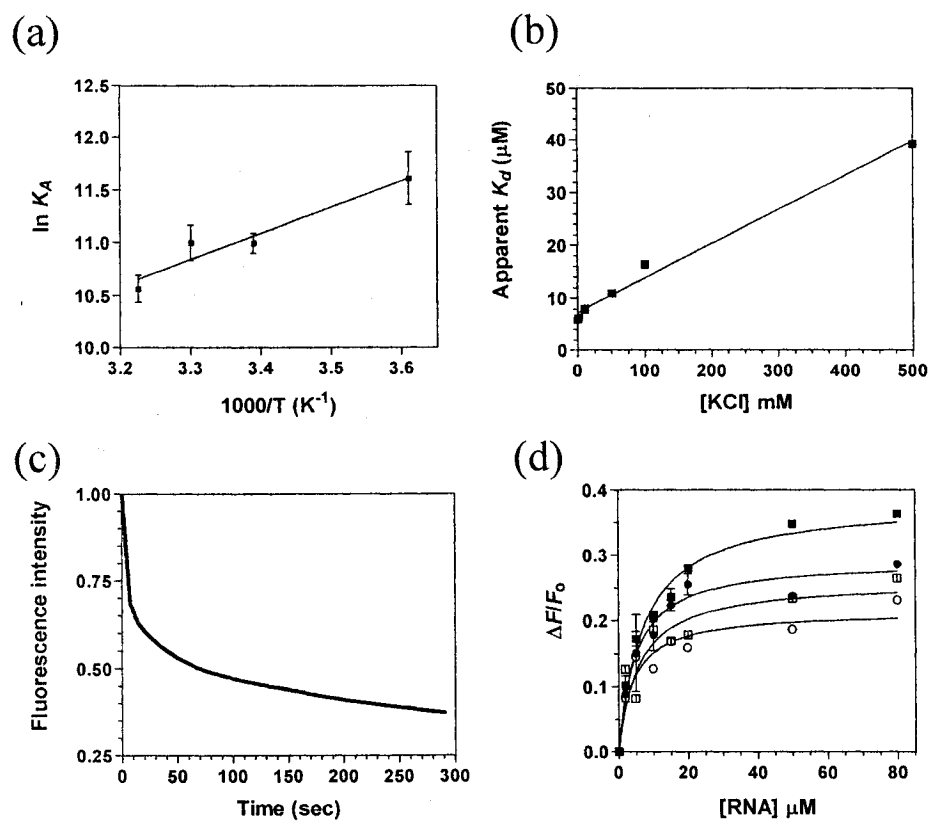 (a)
12.5
12.0
11.5
11.0
10.5
10.0
3.2 3.3 3.4 3.5 3.6
ln K_A
1000/T (K⁻¹)
(b)
50
40
30
20
10
0
0 100 200 300 400 500
Apparent K_d (μM)
[KCl] mM
(c)
1.00
0.75
0.50
0.25
0 50 100 150 200 250 300
Fluorescence intensity
Time (sec)
(d)
0.4
0.3
0.2
0.1
0.0
0 20 40 60 80
ΔF/F₀
[RNA] μM